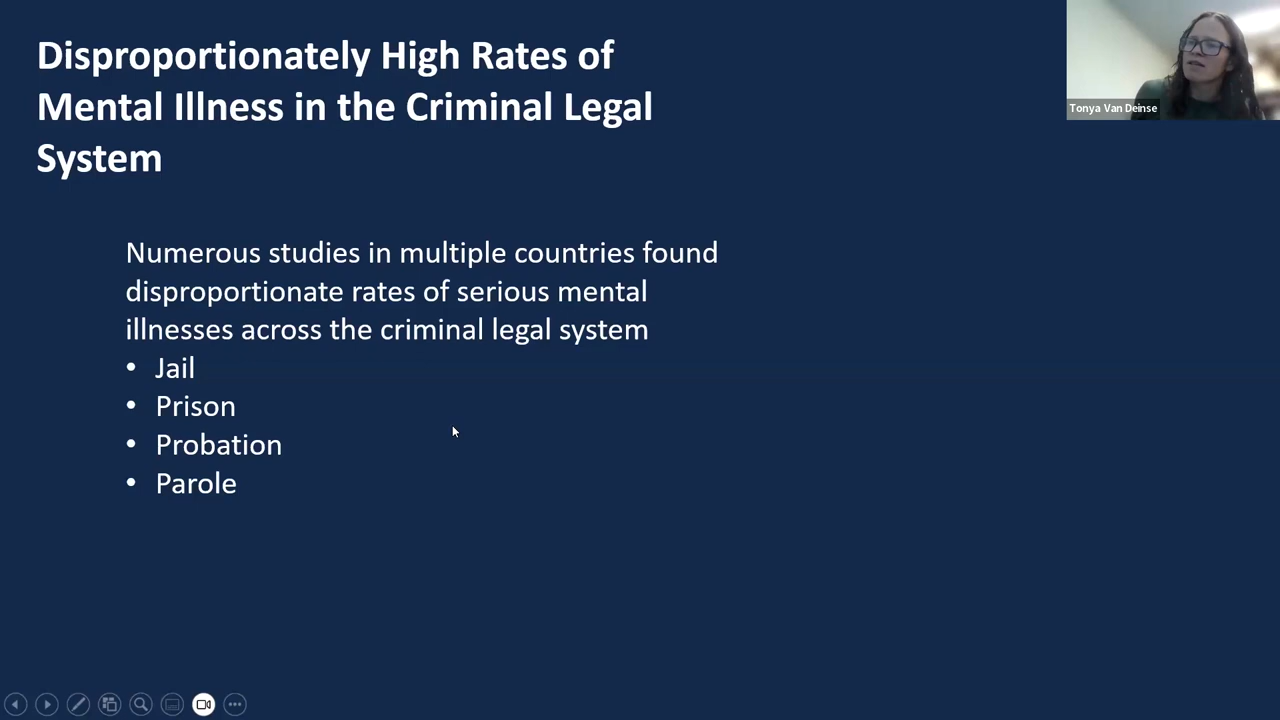 Disproportionately High Rates of
Mental Illness in the Criminal Legal
System
Tonya Van Deinse
Numerous studies in multiple countries found
disproportionate rates of serious mental
illnesses across the criminal legal system
• Jail
• Prison
• Probation
• Parole